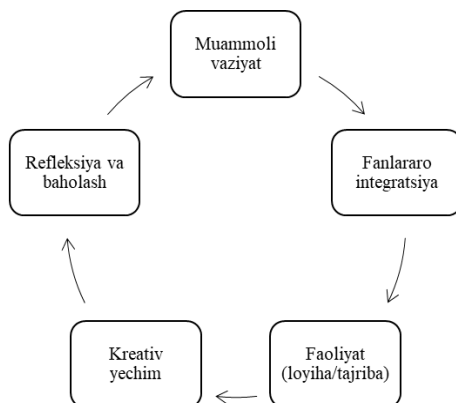 Muammoli
vaziyat
Fanlararo
integratsiya
Faoliyat
(loyiha/tajriba)
Kreativ
yechim
Refleksiya va
baholash